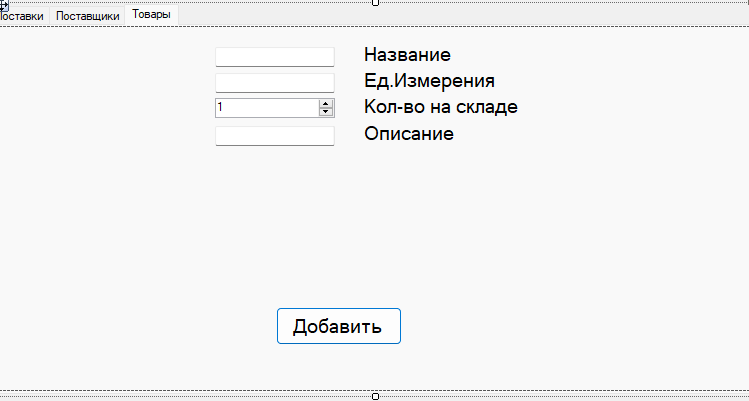 оставки Поставщики Товары
Название
Ед.Измерения
1 Кол-во на складе
Описание
Добавить